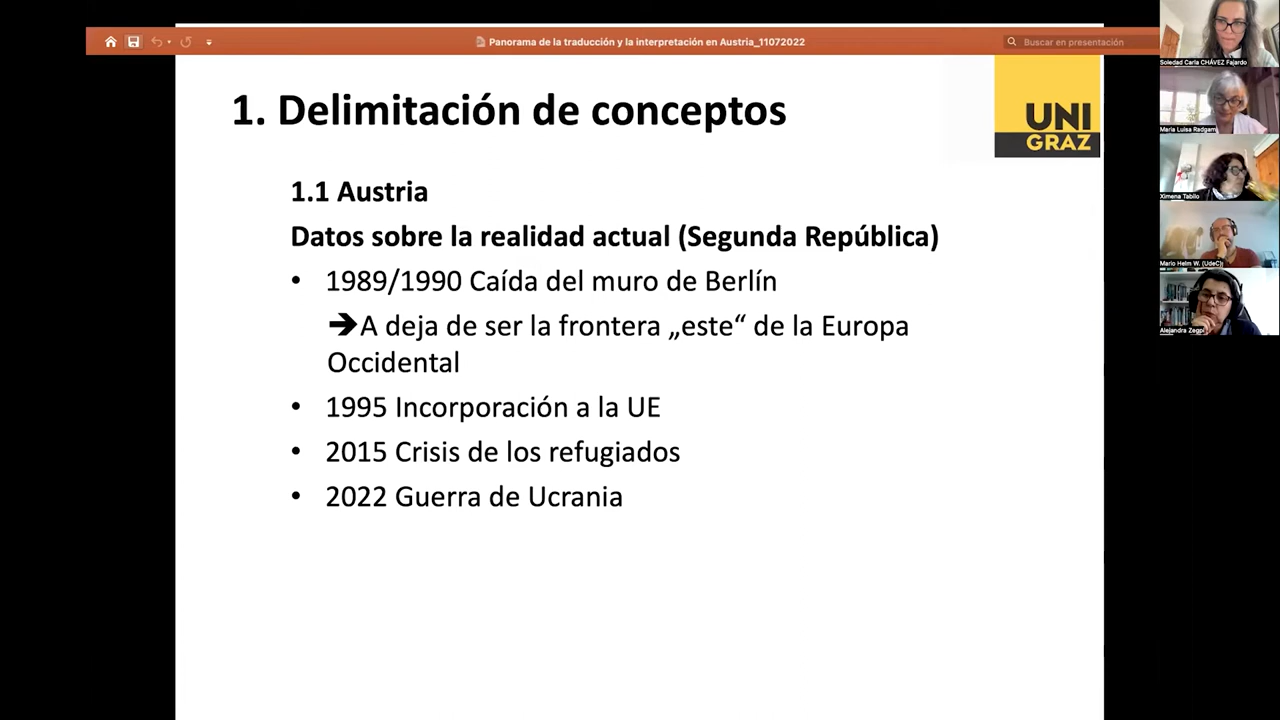 Panorama de la traducción y la interpretación en Austria_11072022
Buscar en presentación
1. Delimitación de conceptos
UNI
GRAZ
1.1 Austria
Datos sobre la realidad actual (Segunda República)
• 1989/1990 Caída del muro de Berlín
➔A deja de ser la frontera „este“ de la Europa
Occidental
• 1995 Incorporación a la UE
• 2015 Crisis de los refugiados
• 2022 Guerra de Ucrania
Soledad Carla CHÁVEZ Fajardo
Maria Luisa Radgam
Ximena Tabilo
Mario Helm W. (UdeC)
Alejandra Zegpi